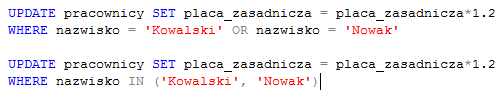 UPDATE pracownicy SET placa_zasadnicza = placa_zasadnicza*1.2
WHERE nazwisko = 'Kowalski' OR nazwisko = 'Nowak'
UPDATE pracownicy SET placa_zasadnicza = placa_zasadnicza*1.2
WHERE nazwisko IN ('Kowalski', 'Nowak')